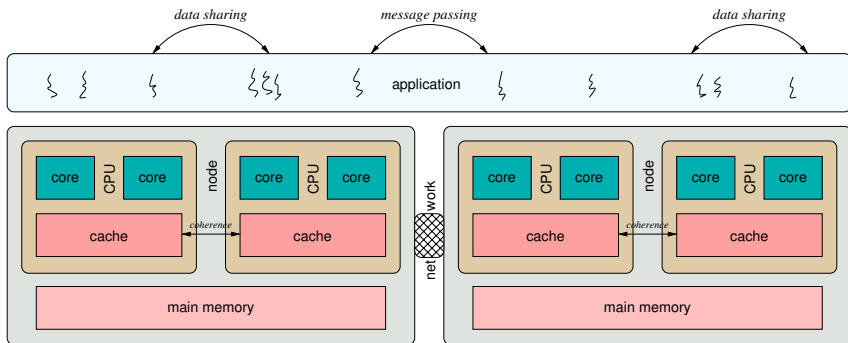 data sharing message passing data sharing
application
core CPU core node core CPU core work core CPU core node core CPU core
cache coherence cache cache coherence cache
net
main memory main memory